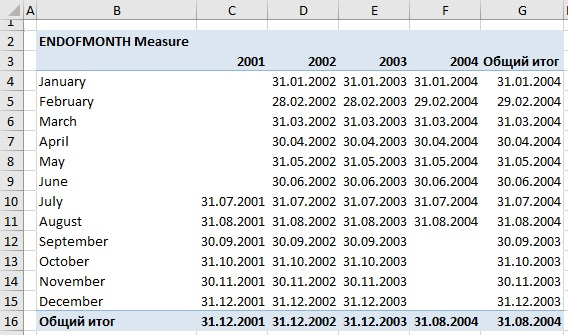 A B C D E F G
1
2 ENDOFMONTH Measure
3 2001 2002 2003 2004 Общий итог
4 January 31.01.2002 31.01.2003 31.01.2004 31.01.2004
5 February 28.02.2002 28.02.2003 29.02.2004 29.02.2004
6 March 31.03.2002 31.03.2003 31.03.2004 31.03.2004
7 April 30.04.2002 30.04.2003 30.04.2004 30.04.2004
8 May 31.05.2002 31.05.2003 31.05.2004 31.05.2004
9 June 30.06.2002 30.06.2003 30.06.2004 30.06.2004
10 July 31.07.2001 31.07.2002 31.07.2003 31.07.2004 31.07.2004
11 August 31.08.2001 31.08.2002 31.08.2003 31.08.2004 31.08.2004
12 September 30.09.2001 30.09.2002 30.09.2003 30.09.2003
13 October 31.10.2001 31.10.2002 31.10.2003 31.10.2003
14 November 30.11.2001 30.11.2002 30.11.2003 30.11.2003
15 December 31.12.2001 31.12.2002 31.12.2003 31.12.2003
16 Общий итог 31.12.2001 31.12.2002 31.12.2003 31.08.2004 31.08.2004